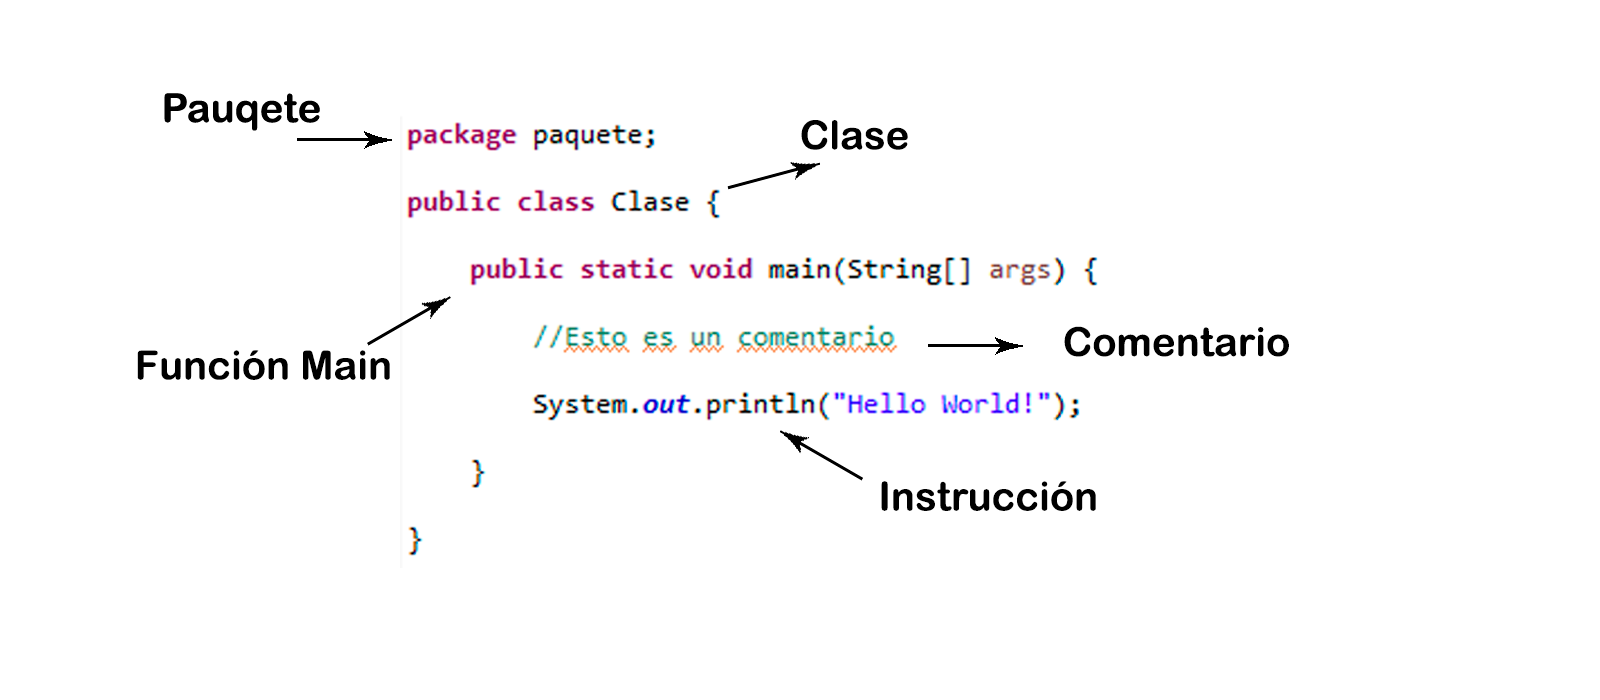 Pauqete
package paquete;
Clase
public class Clase {
public static void main(String[] args) {
Función Main
//Esto es un comentario
Comentario
System.out.println("Hello World!");
}
Instrucción
}